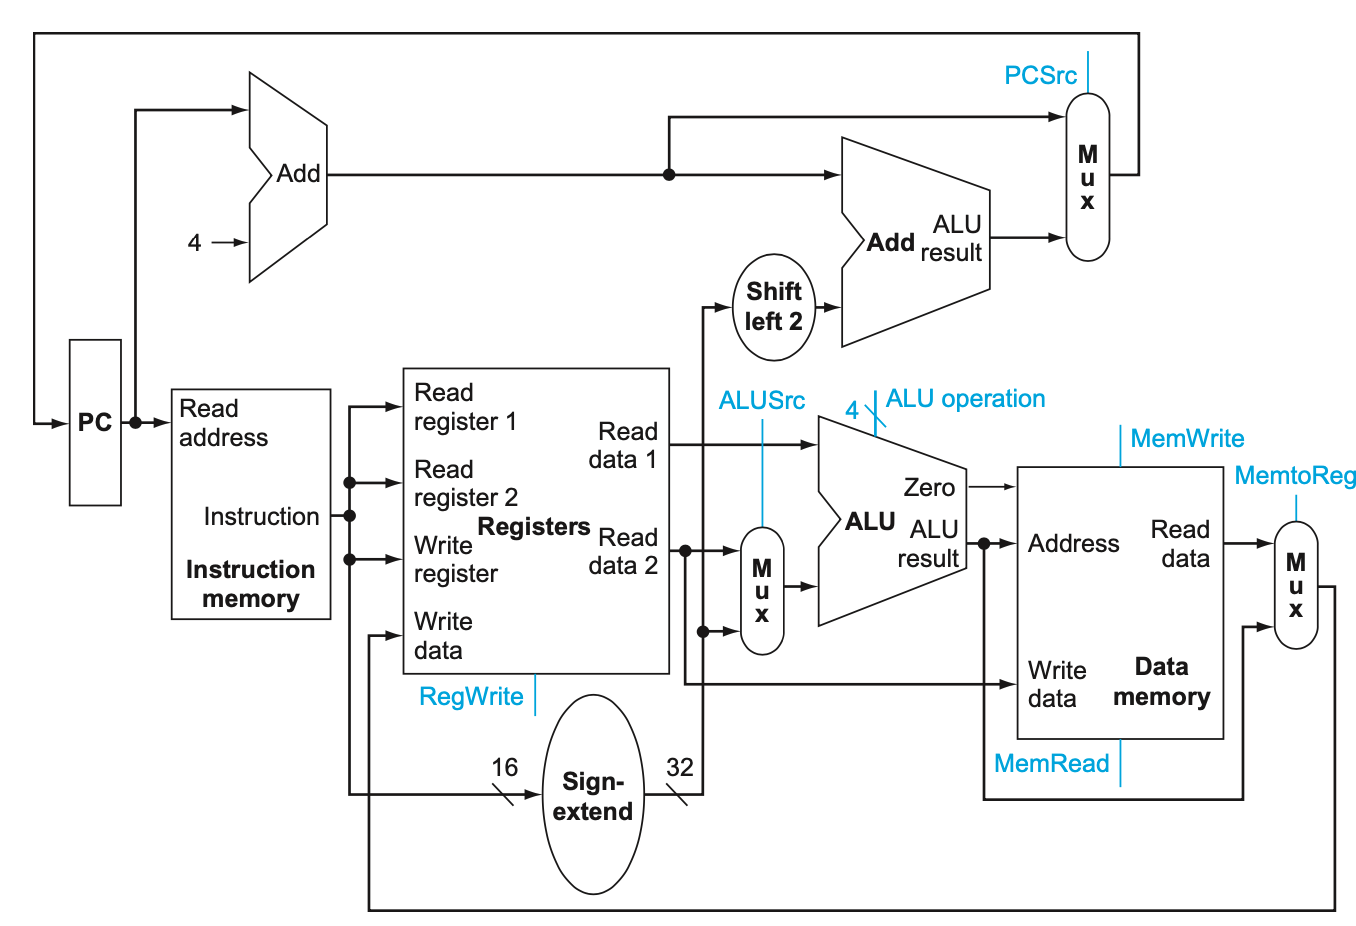 PCSrc
M
u
x
Add
ALU
result
Add
4
Shift
left 2
PC
Read
address
Instruction
Instruction
memory
Read
register 1
Read
register 2
Write
register
Write
data
Registers
Read
data 1
Read
data 2
RegWrite
16
Sign-
extend
32
ALUSrc
M
u
x
4
ALU operation
Zero
ALU
ALU
result
MemWrite
Address
Read
data
Write
data
Data
memory
MemRead
MemtoReg
M
u
x